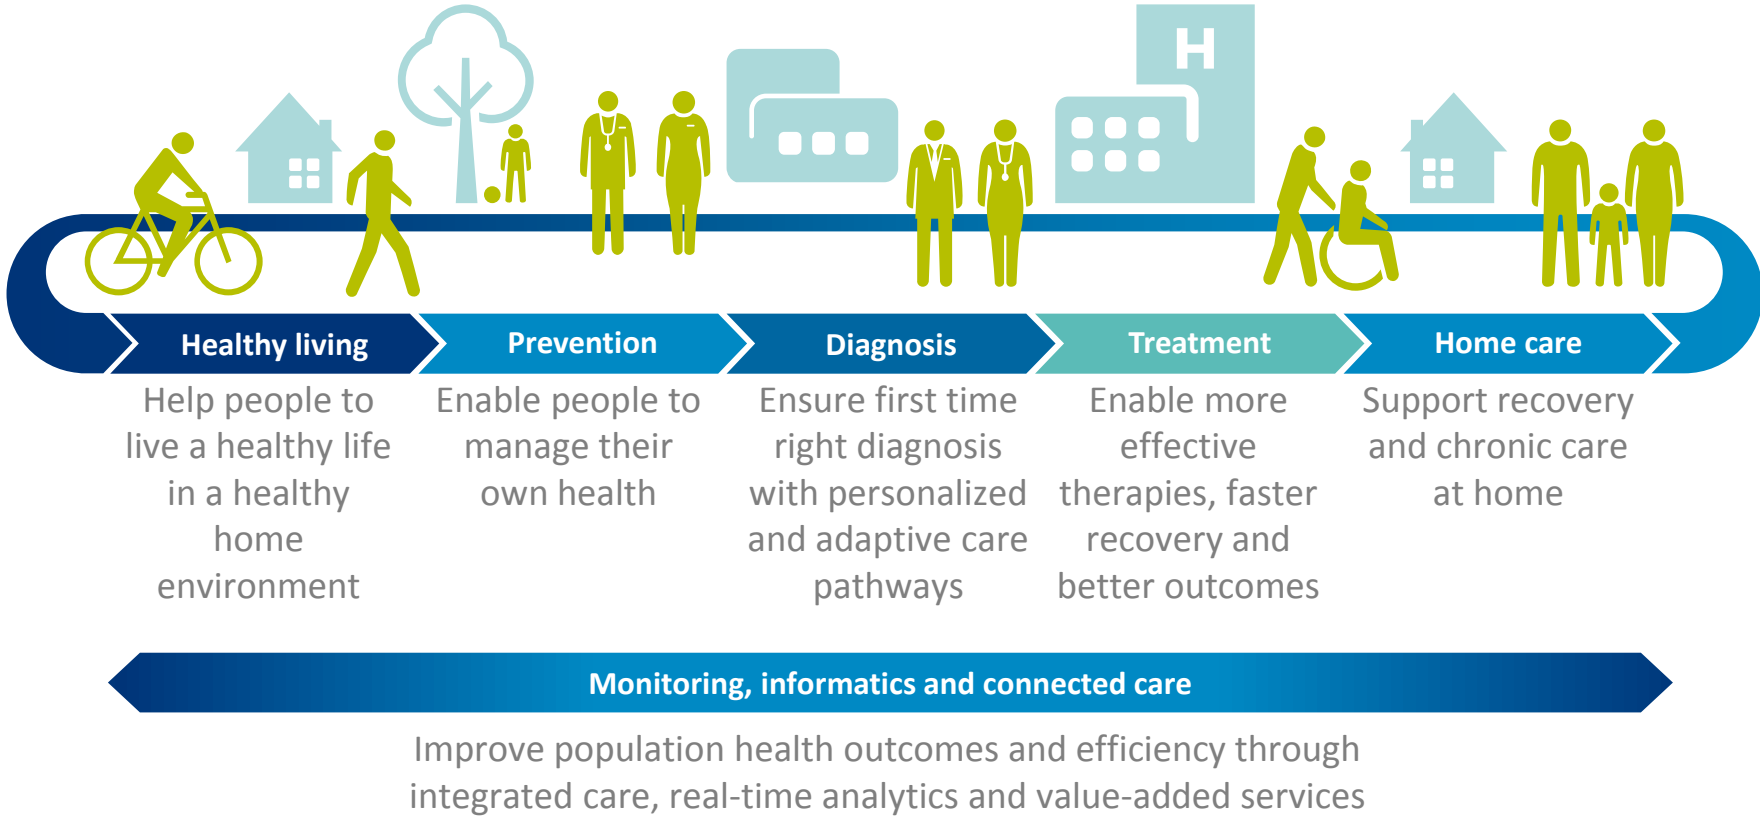 H
Healthy living
Prevention
Diagnosis
Treatment
Home care
Help people to
live a healthy life
in a healthy
home
environment
Enable people to
manage their
own health
Ensure first time
right diagnosis
with personalized
and adaptive care
pathways
Enable more
effective
therapies, faster
recovery and
better outcomes
Support recovery
and chronic care
at home
Monitoring, informatics and connected care
Improve population health outcomes and efficiency through
integrated care, real-time analytics and value-added services